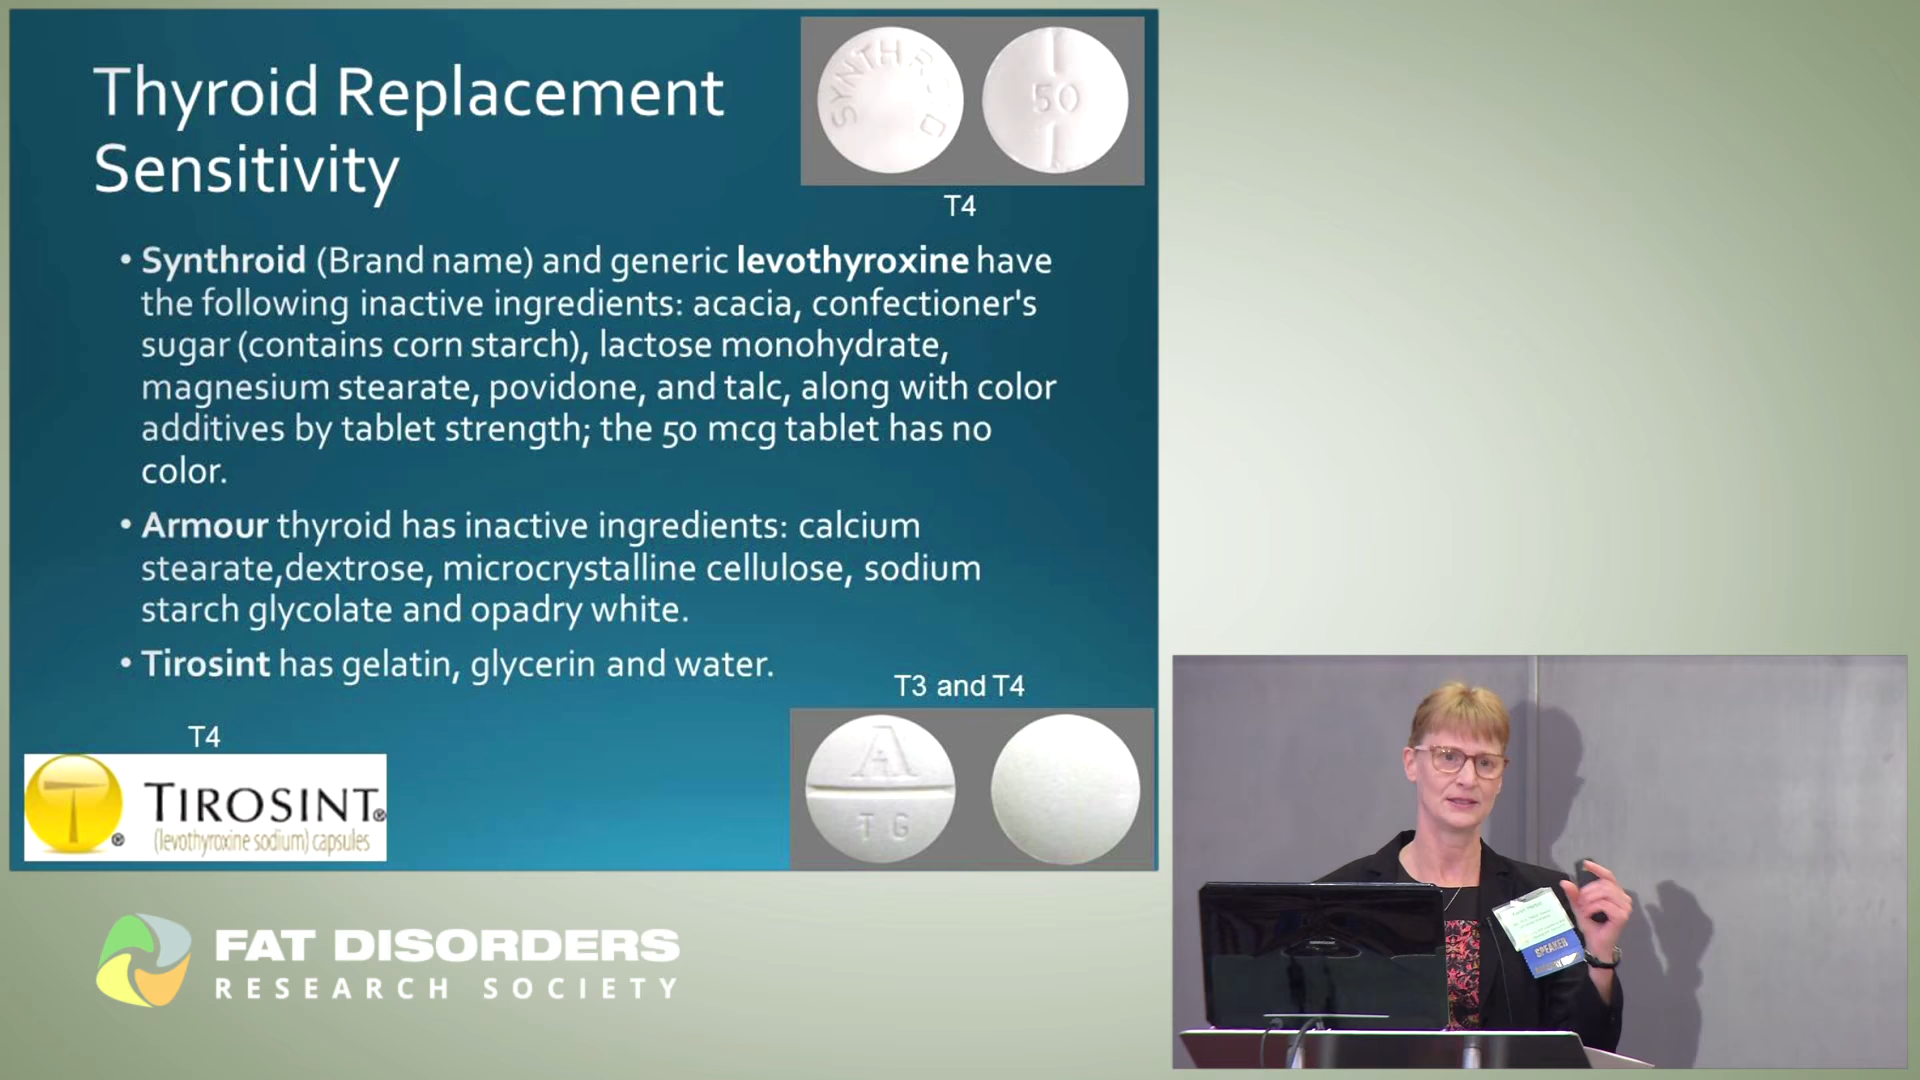 Thyroid Replacement
Sensitivity
SYNTHROID
50
T4
• Synthroid (Brand name) and generic levothyroxine have
the following inactive ingredients: acacia, confectioner's
sugar (contains corn starch), lactose monohydrate,
magnesium stearate, povidone, and talc, along with color
additives by tablet strength; the 50 mcg tablet has no
color.
• Armour thyroid has inactive ingredients: calcium
stearate,dextrose, microcrystalline cellulose, sodium
starch glycolate and opadry white.
• Tirosint has gelatin, glycerin and water.
T3 and T4
A
T G
T4
T®
TIROSINT®
(levothyroxine sodium) capsules
FAT DISORDERS
RESEARCH SOCIETY
SPEAKER